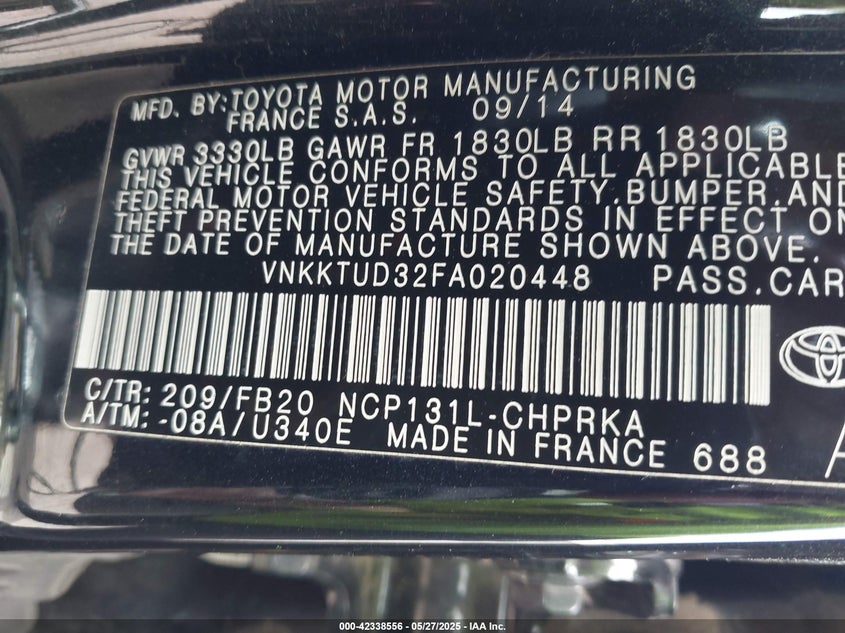 MFD. BY:TOYOTA MOTOR MANUFACTURING
FRANCE S.A.S. 09/14
GVWR 3330LB GAWR FR 1830LB RR 1830LB
THIS VEHICLE CONFORMS TO ALL APPLICABLE
FEDERAL MOTOR VEHICLE SAFETY,BUMPER,AND
THEFT PREVENTION STANDARDS IN EFFECT ON
THE DATE OF MANUFACTURE SHOWN ABOVE.
VNKKTUD32FA020448 PASS.CAR
C/TR: 209/FB20 NCP131L-CHPRKA
A/TM: -08A/U340E MADE IN FRANCE 688
000-42338556 — 05/27/2025 — IAA Inc.